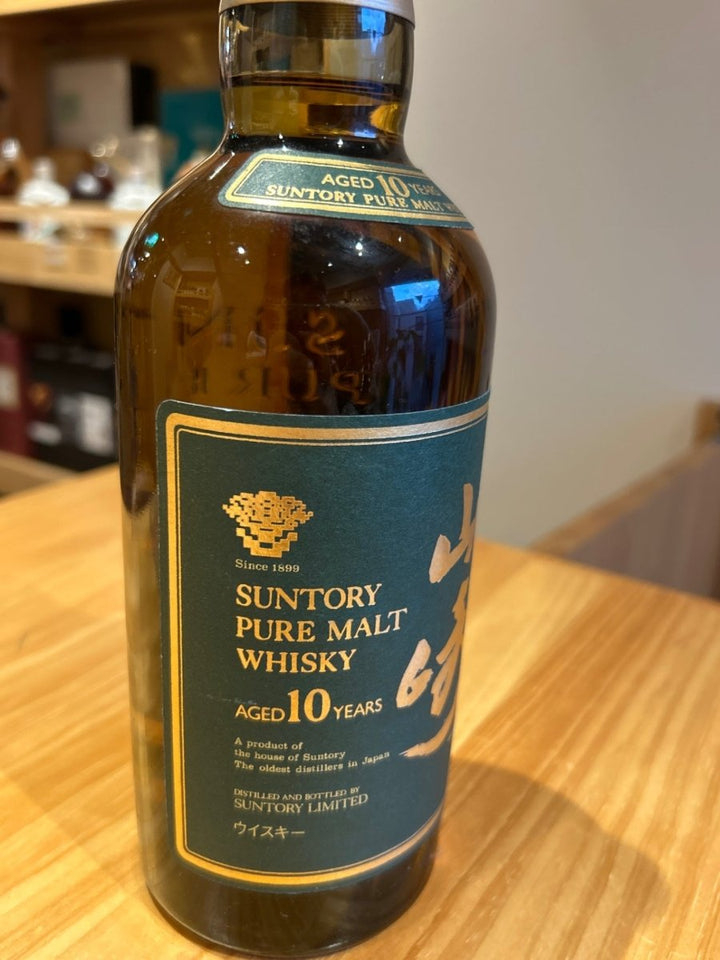 AGED 10 YEARS
SUNTORY PURE MALT
Since 1899
SUNTORY
PURE MALT
WHISKY
AGED 10 YEARS
A product of
the house of Suntory
The oldest distillers in Japan
DISTILLED AND BOTTLED BY
SUNTORY LIMITED
ウイスキー
山崎